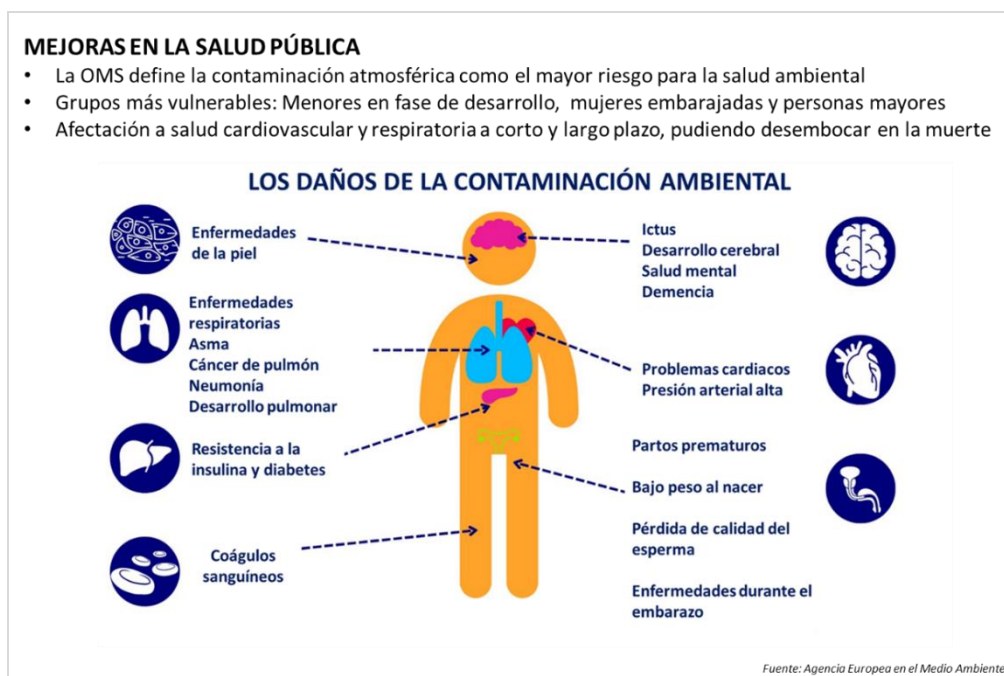 MEJORAS EN LA SALUD PÚBLICA
• La OMS define la contaminación atmosférica como el mayor riesgo para la salud ambiental
• Grupos más vulnerables: Menores en fase de desarrollo, mujeres embarajadas y personas mayores
• Afectación a salud cardiovascular y respiratoria a corto y largo plazo, pudiendo desembocar en la muerte
LOS DAÑOS DE LA CONTAMINACIÓN AMBIENTAL
Enfermedades
de la piel
Enfermedades
respiratorias
Asma
Cáncer de pulmón
Neumonía
Desarrollo pulmonar
Resistencia a la
insulina y diabetes
Coágulos
sanguíneos
Ictus
Desarrollo cerebral
Salud mental
Demencia
Problemas cardiacos
Presión arterial alta
Partos prematuros
Bajo peso al nacer
Pérdida de calidad del
esperma
Enfermedades durante el
embarazo
Fuente: Agencia Europea en el Medio Ambiente